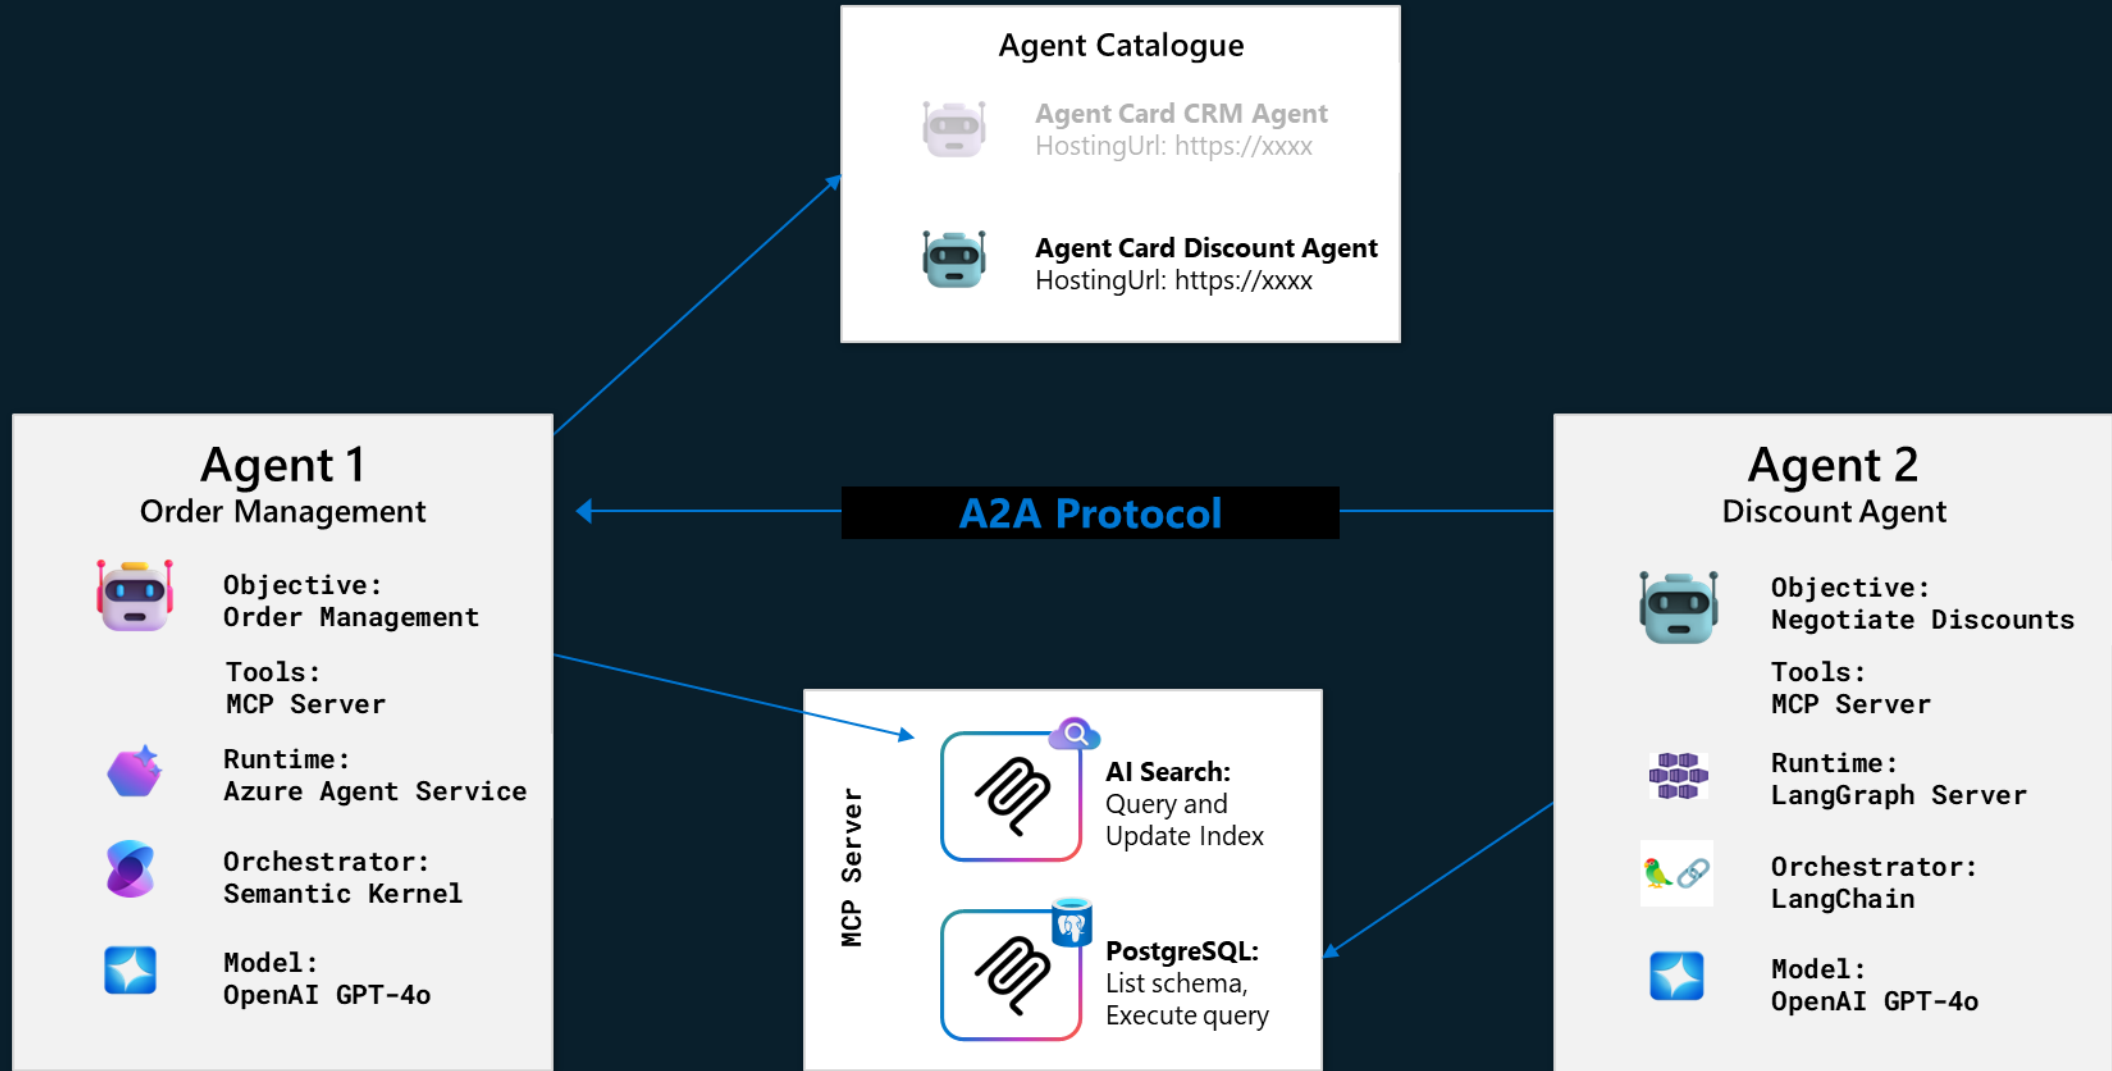 Agent Catalogue
Agent Card CRM Agent
HostingUrl: https://xxxx
Agent Card Discount Agent
HostingUrl: https://xxxx
Agent 1
Order Management
Objective:
Order Management
Tools:
MCP Server
Runtime:
Azure Agent Service
Orchestrator:
Semantic Kernel
Model:
OpenAI GPT-4o
A2A Protocol
MCP Server
AI Search:
Query and
Update Index
PostgreSQL:
List schema,
Execute query
Agent 2
Discount Agent
Objective:
Negotiate Discounts
Tools:
MCP Server
Runtime:
LangGraph Server
Orchestrator:
LangChain
Model:
OpenAI GPT-4o